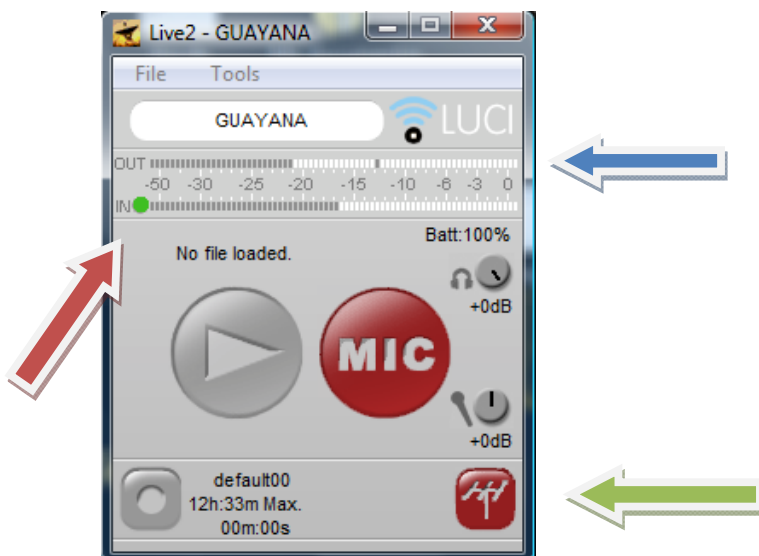 Live2 - GUAYANA
File Tools
GUAYANA
LUCI
OUT
-50 -30 -25 -20 -15 -10 -6 -3 0
IN
Batt:100%
No file loaded.
+0dB
MIC
+0dB
default00
12h:33m Max.
00m:00s